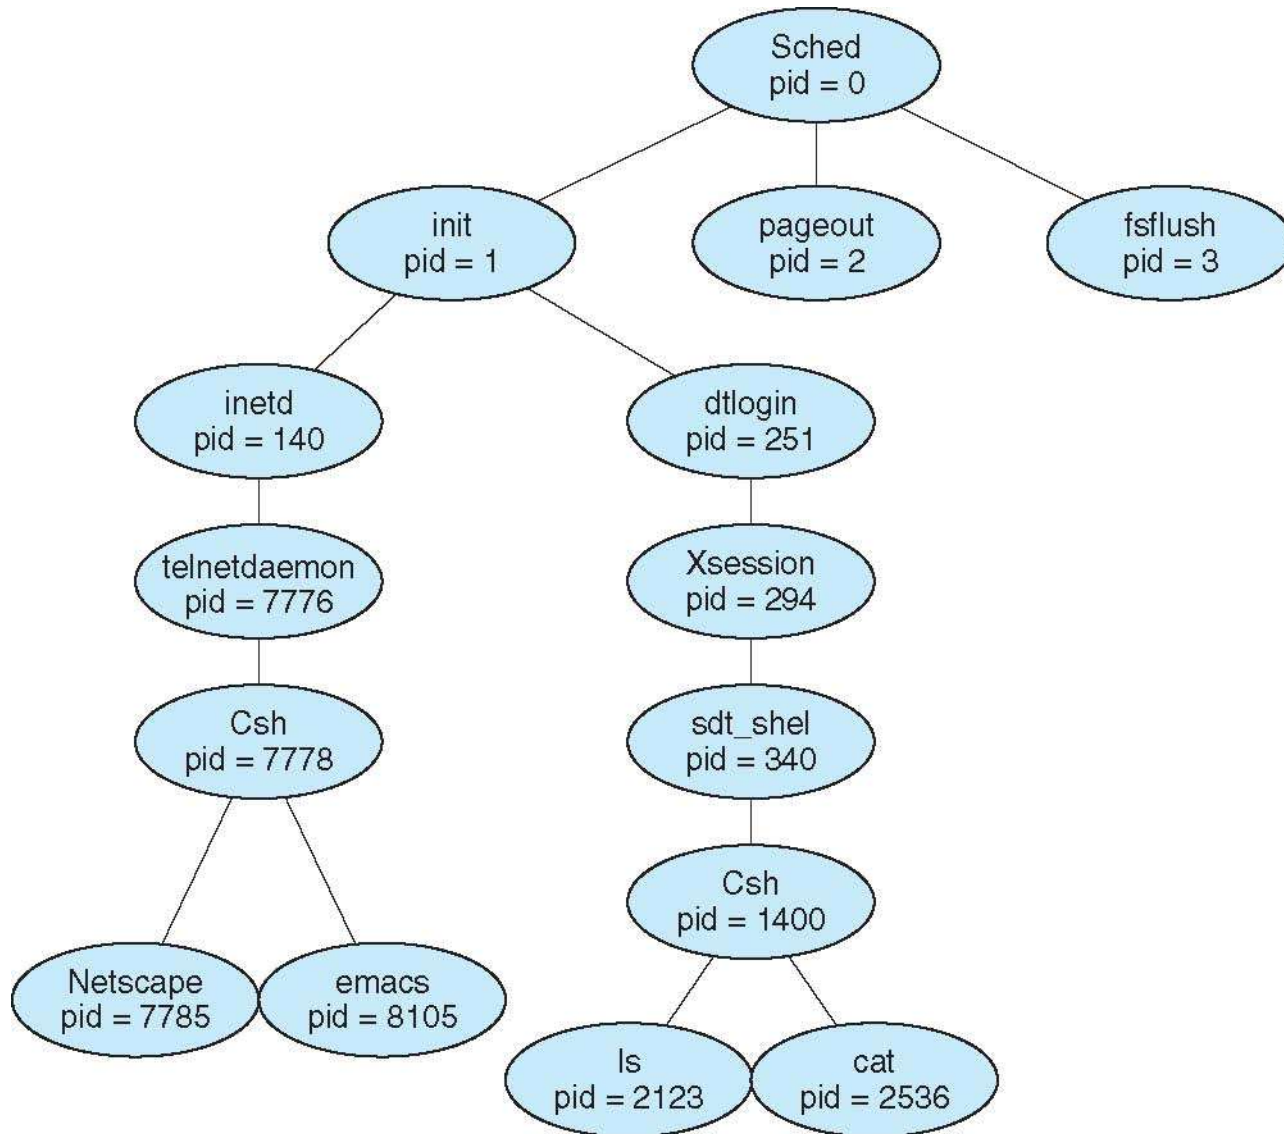 Sched
pid = 0
init
pid = 1
pageout
pid = 2
fsflush
pid = 3
inetd
pid = 140
dtlogin
pid = 251
telnetdaemon
pid = 7776
Xsession
pid = 294
Csh
pid = 7778
sdt_shel
pid = 340
Csh
pid = 1400
Netscape
pid = 7785
emacs
pid = 8105
ls
pid = 2123
cat
pid = 2536